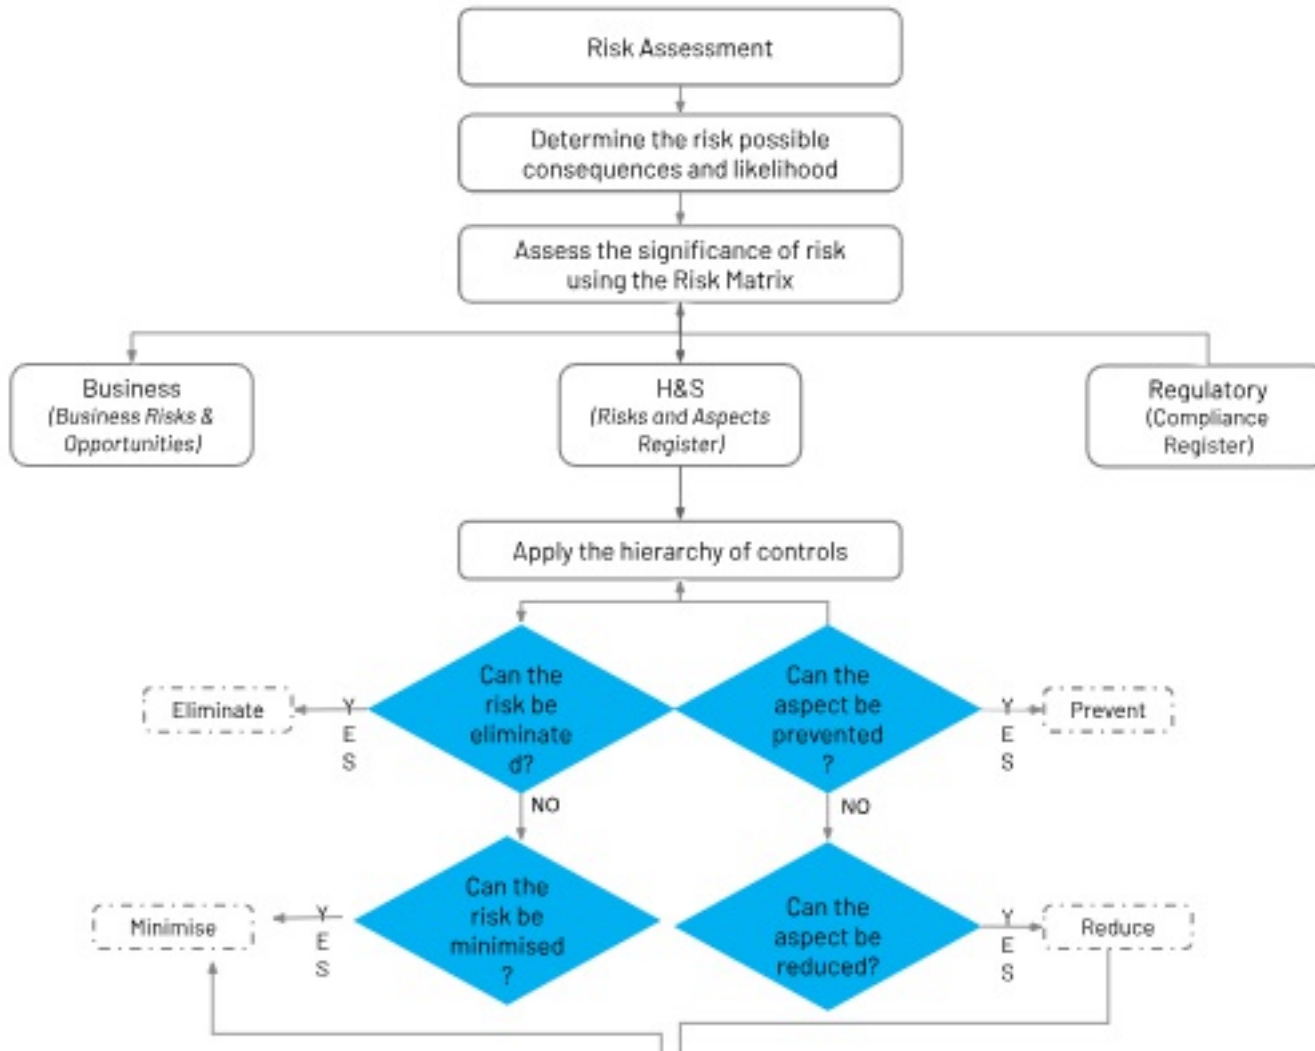 Risk Assessment
Determine the risk possible
consequences and likelihood
Assess the significance of risk
using the Risk Matrix
Business
(Business Risks &
Opportunities)
H&S
(Risks and Aspects
Register)
Regulatory
(Compliance
Register)
Apply the hierarchy of controls
Eliminate
Y
E
S
Can the
risk be
eliminate
d?
Can the
aspect be
prevented
?
Y
E
S
Prevent
NO
NO
Minimise
Y
E
S
Can the
risk be
minimised
?
Can the
aspect be
reduced?
Y
E
S
Reduce